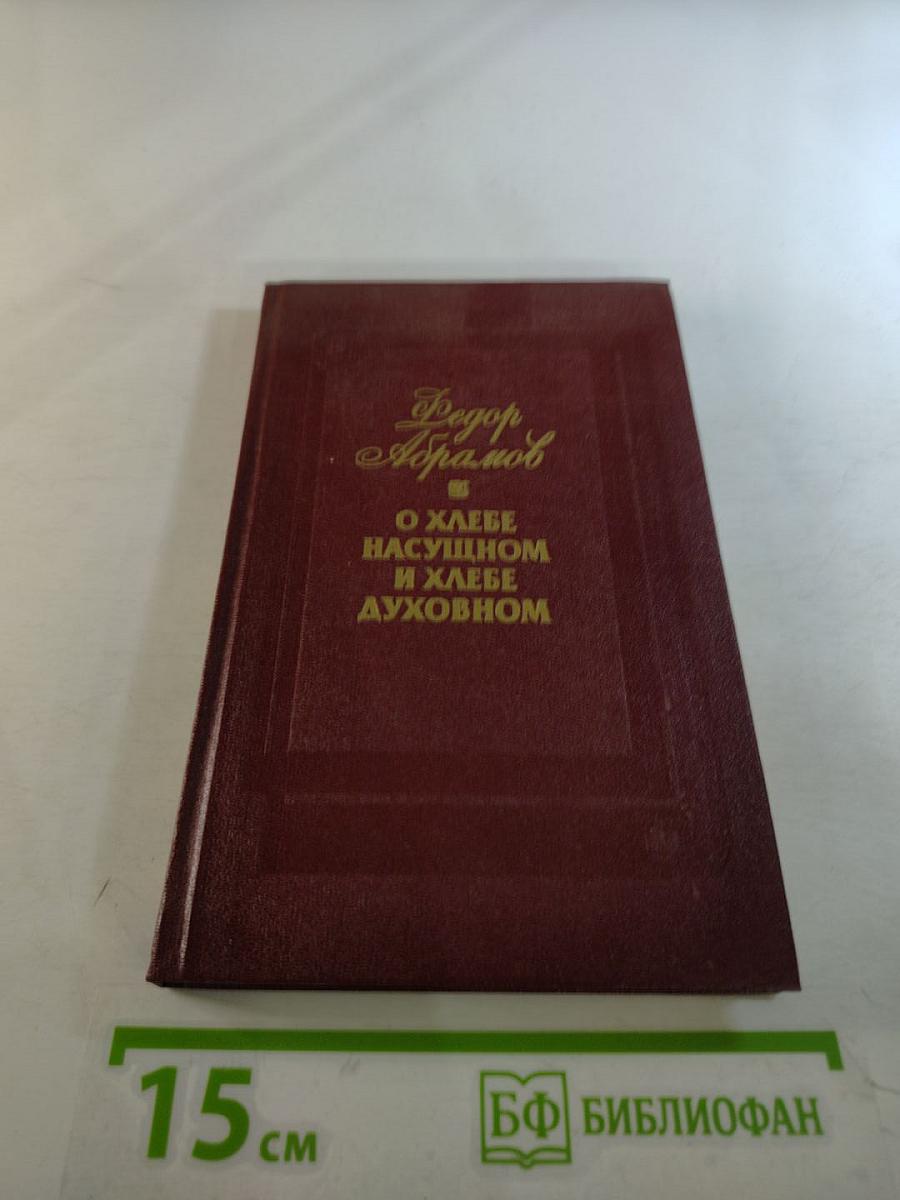 Федор
Абрамов
О ХЛЕБЕ
НАСУЩНОМ
И ХЛЕБЕ
ДУХОВНОМ
15 см
БФ БИБЛИОФАН